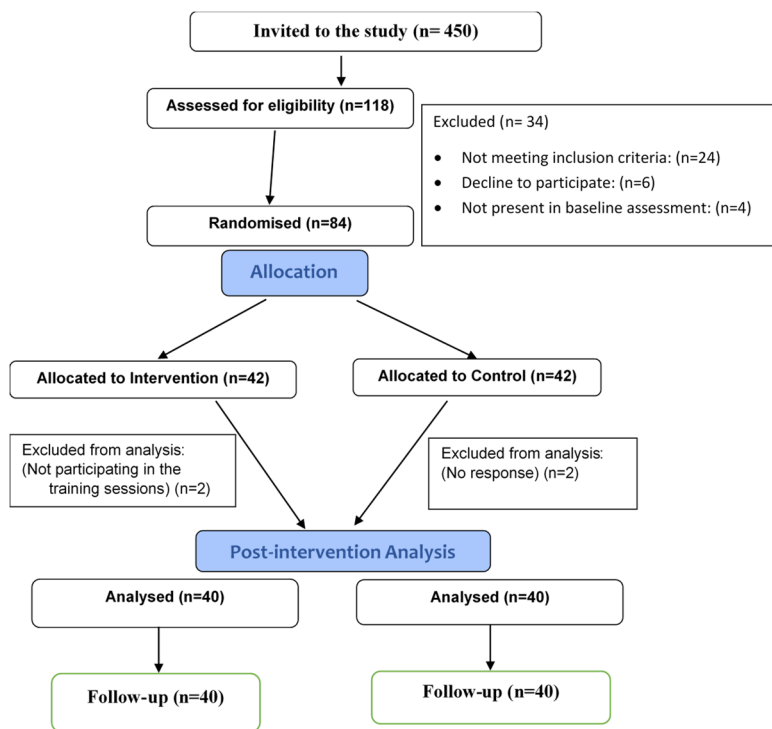 Invited to the study (n= 450)
Assessed for eligibility (n=118)
Excluded (n= 34)
• Not meeting inclusion criteria: (n=24)
• Decline to participate: (n=6)
• Not present in baseline assessment: (n=4)
Randomised (n=84)
Allocation
Allocated to Intervention (n=42)
Allocated to Control (n=42)
Excluded from analysis:
(Not participating in the
training sessions) (n=2)
Excluded from analysis:
(No response) (n=2)
Post-intervention Analysis
Analysed (n=40)
Analysed (n=40)
Follow-up (n=40)
Follow-up (n=40)